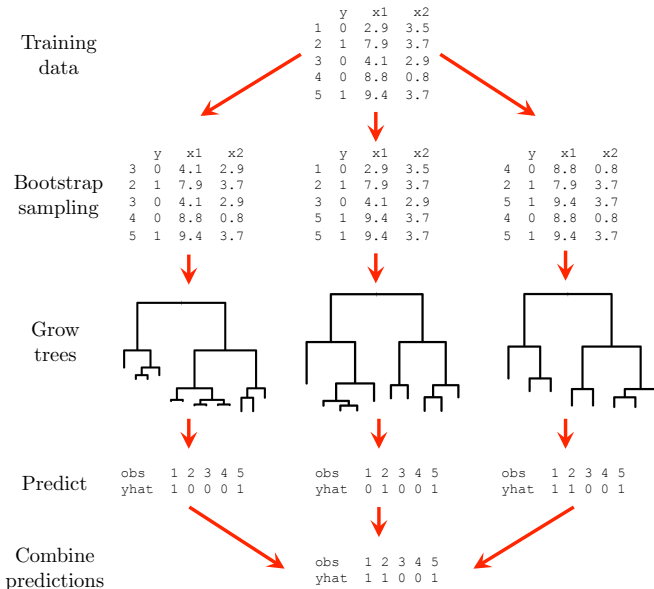 Training
data
y x1 x2
1 0 2.9 3.5
2 1 7.9 3.7
3 0 4.1 2.9
4 0 8.8 0.8
5 1 9.4 3.7
Bootstrap
sampling
y x1 x2
3 0 4.1 2.9
2 1 7.9 3.7
3 0 4.1 2.9
4 0 8.8 0.8
5 1 9.4 3.7
y x1 x2
1 0 2.9 3.5
2 1 7.9 3.7
3 0 4.1 2.9
5 1 9.4 3.7
5 1 9.4 3.7
y x1 x2
4 0 8.8 0.8
2 1 7.9 3.7
5 1 9.4 3.7
4 0 8.8 0.8
5 1 9.4 3.7
Grow
trees
Predict
obs 1 2 3 4 5
yhat 1 0 0 0 1
obs 1 2 3 4 5
yhat 0 1 0 0 1
obs 1 2 3 4 5
yhat 1 1 0 0 1
Combine
predictions
obs 1 2 3 4 5
yhat 1 1 0 0 1